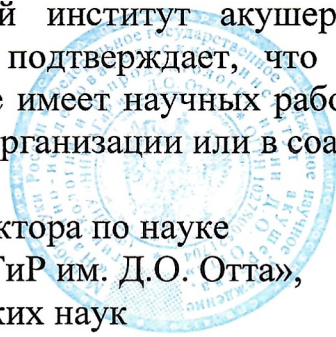 й институт акушер
подтверждает, что
е имеет научных рабо
рганизации или в соа
ктора по науке
ГиР им. Д.О. Отта»,
ких наук